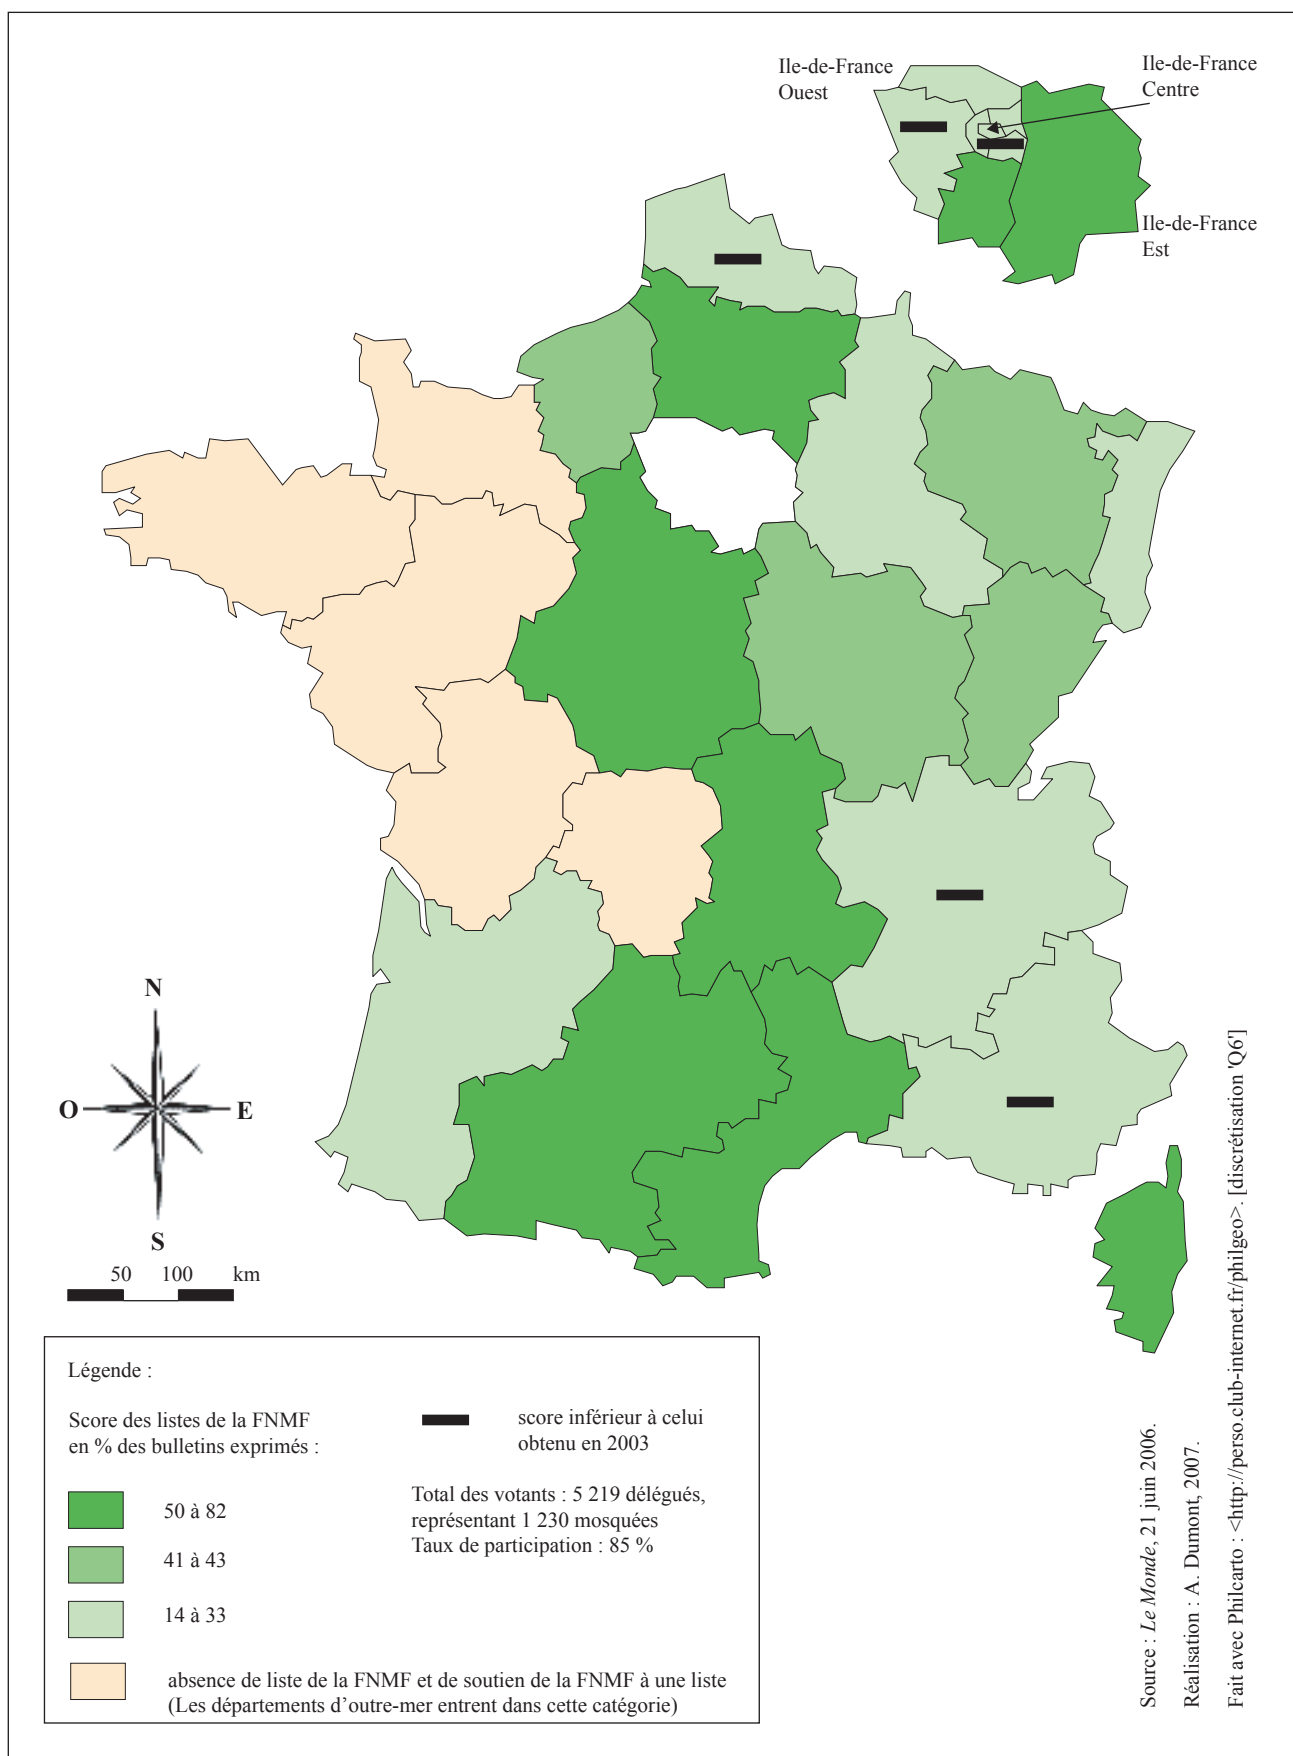 Ile-de-France
Ouest
Ile-de-France
Centre
Ile-de-France
Est
N
O
E
S
50
100
km
Légende :
Score des listes de la FNMF
en % des bulletins exprimés :
50 à 82
41 à 43
14 à 33
absence de liste de la FNMF et de soutien de la FNMF à une liste
(Les départements d’outre-mer entrent dans cette catégorie)
score inférieur à celui
obtenu en 2003
Total des votants : 5 219 délégués,
représentant 1 230 mosquées
Taux de participation : 85 %
Source : Le Monde, 21 juin 2006.
Réalisation : A. Dumont, 2007.
Fait avec Philcarto : <http://perso.club-internet.fr/philgeo>. [discrétisation 'Q6']